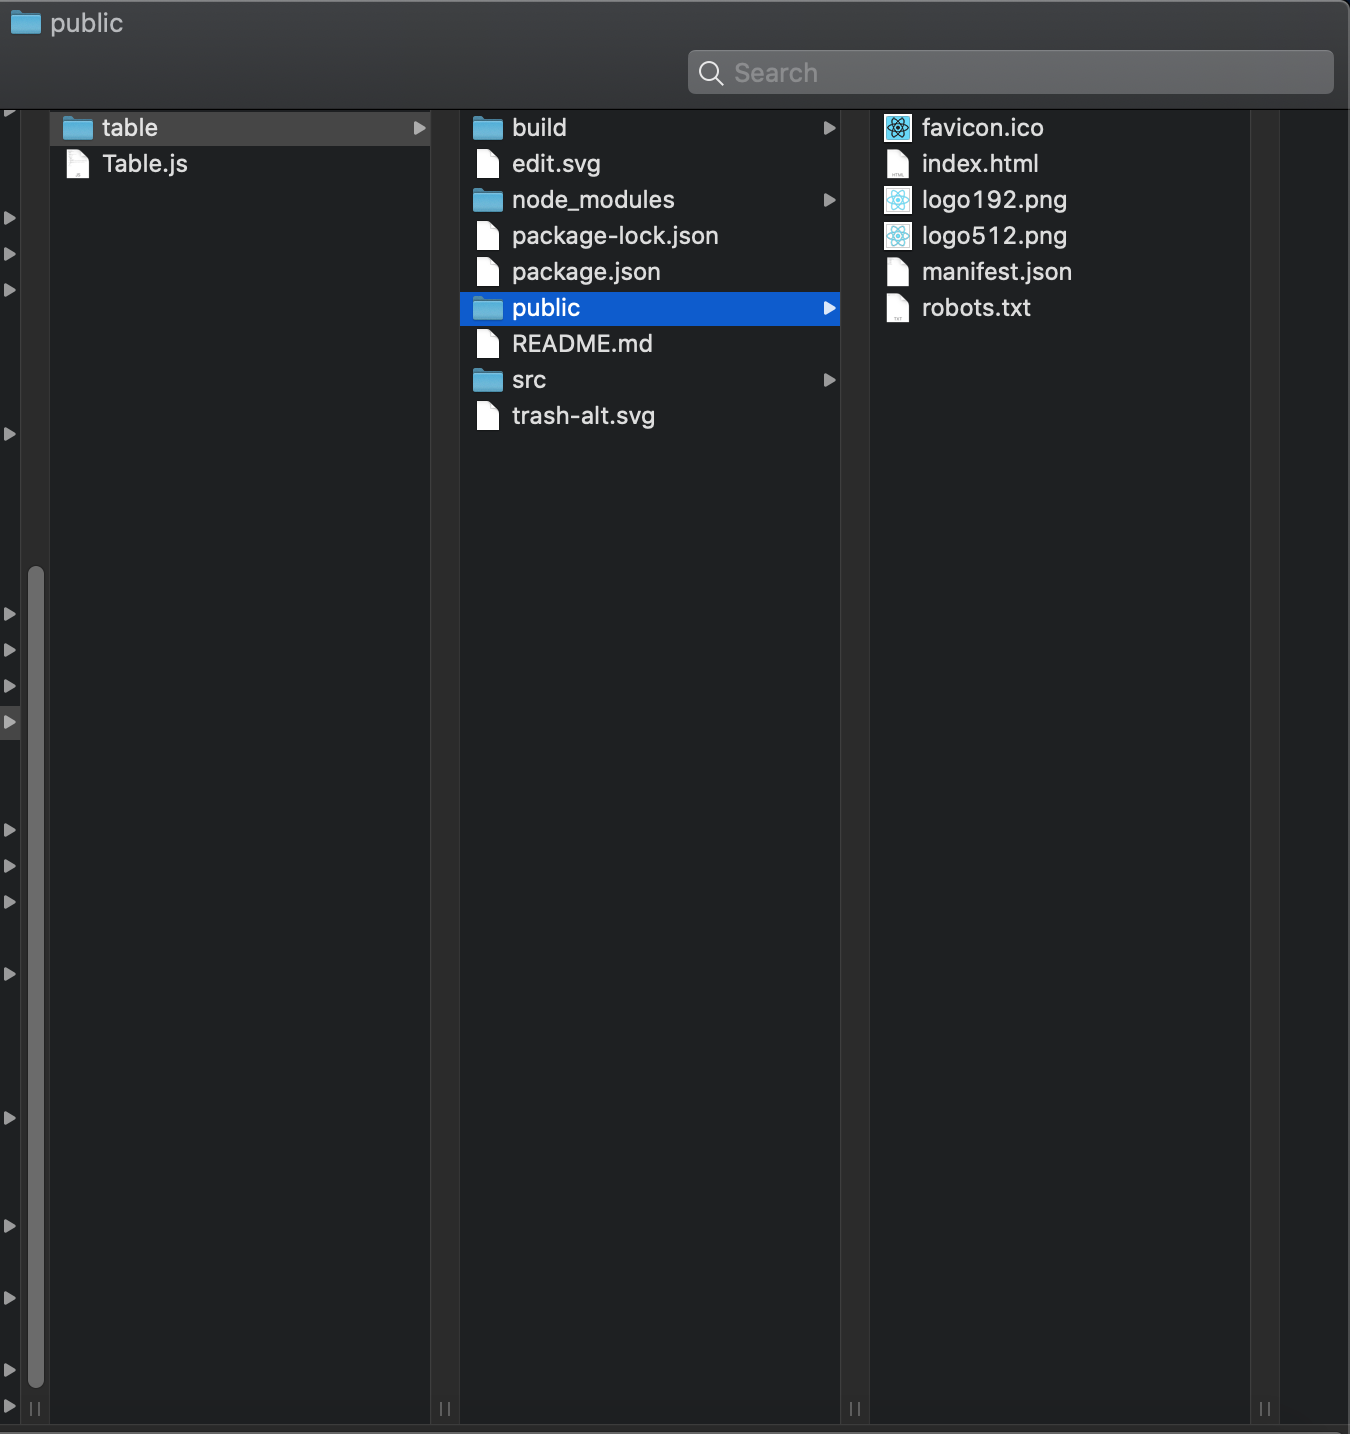 public
Search
table
Table.js
build
edit.svg
node_modules
package-lock.json
package.json
public
README.md
src
trash-alt.svg
favicon.ico
index.html
logo192.png
logo512.png
manifest.json
robots.txt